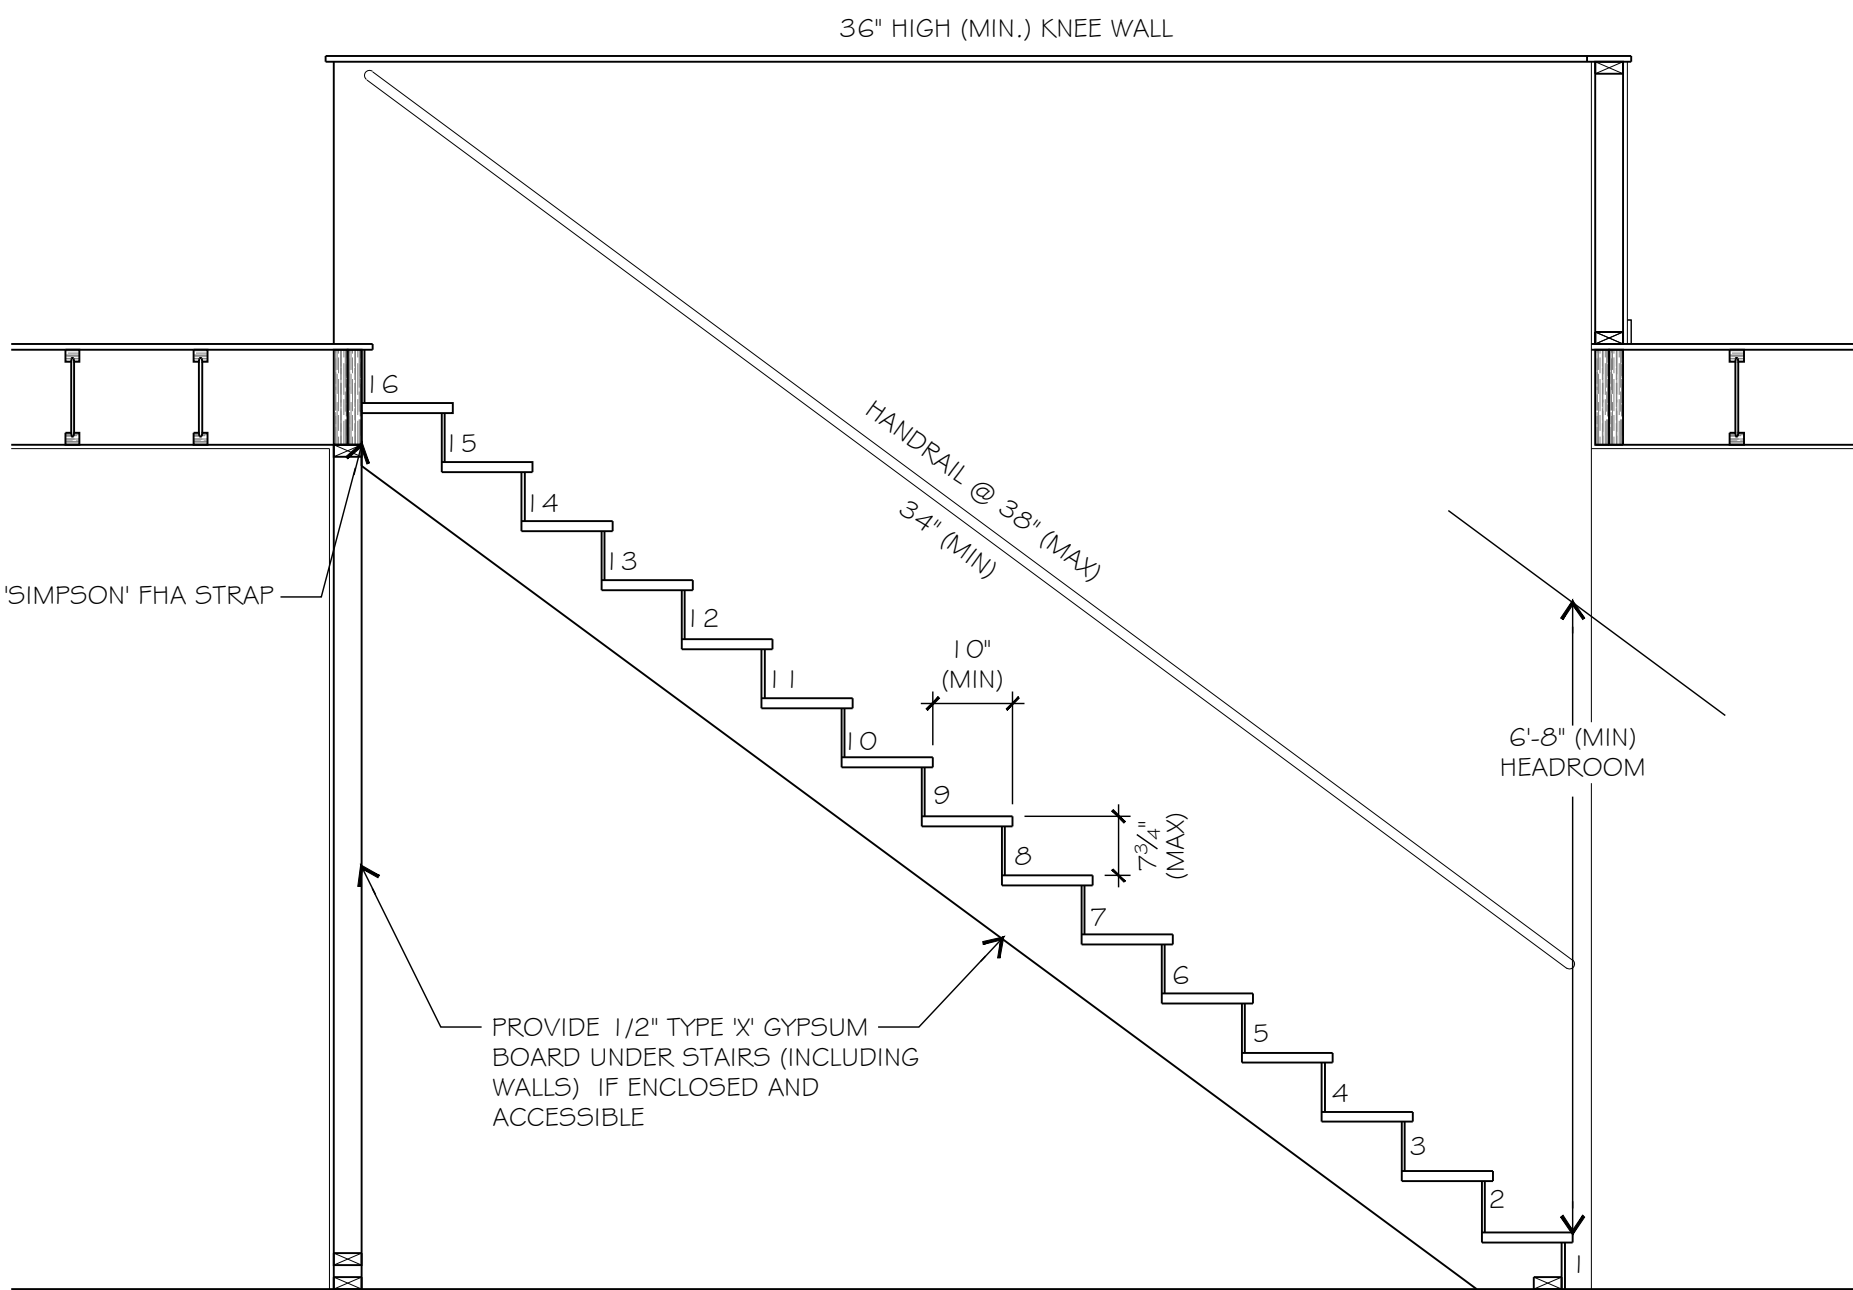 36" HIGH (MIN.) KNEE WALL
16
15
14
13
12
11
10
9
8
7
6
5
4
3
2
1
HANDRAIL @ 38" (MAX)
34" (MIN)
'SIMPSON' FHA STRAP
10"
(MIN)
7 3/4"
(MAX)
6'-8" (MIN)
HEADROOM
PROVIDE 1/2" TYPE 'X' GYPSUM
BOARD UNDER STAIRS (INCLUDING
WALLS) IF ENCLOSED AND
ACCESSIBLE